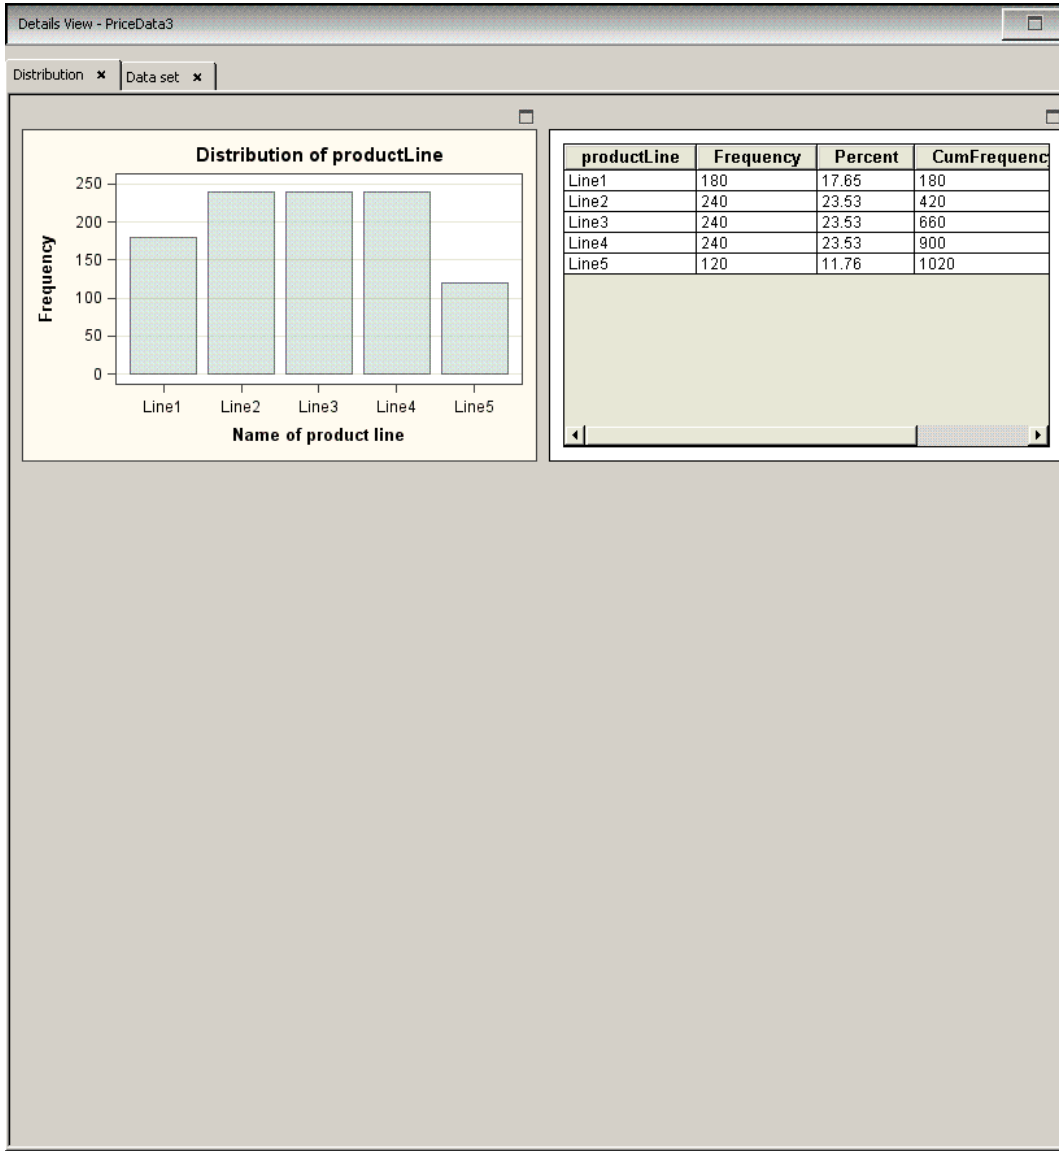 Details View - PriceData3
Distribution
Data set
Distribution of productLine
Frequency
250
200
150
100
50
0
Line1 Line2 Line3 Line4 Line5
Name of product line
productLine Frequency Percent CumFrequency
Line1 180 17.65 180
Line2 240 23.53 420
Line3 240 23.53 660
Line4 240 23.53 900
Line5 120 11.76 1020